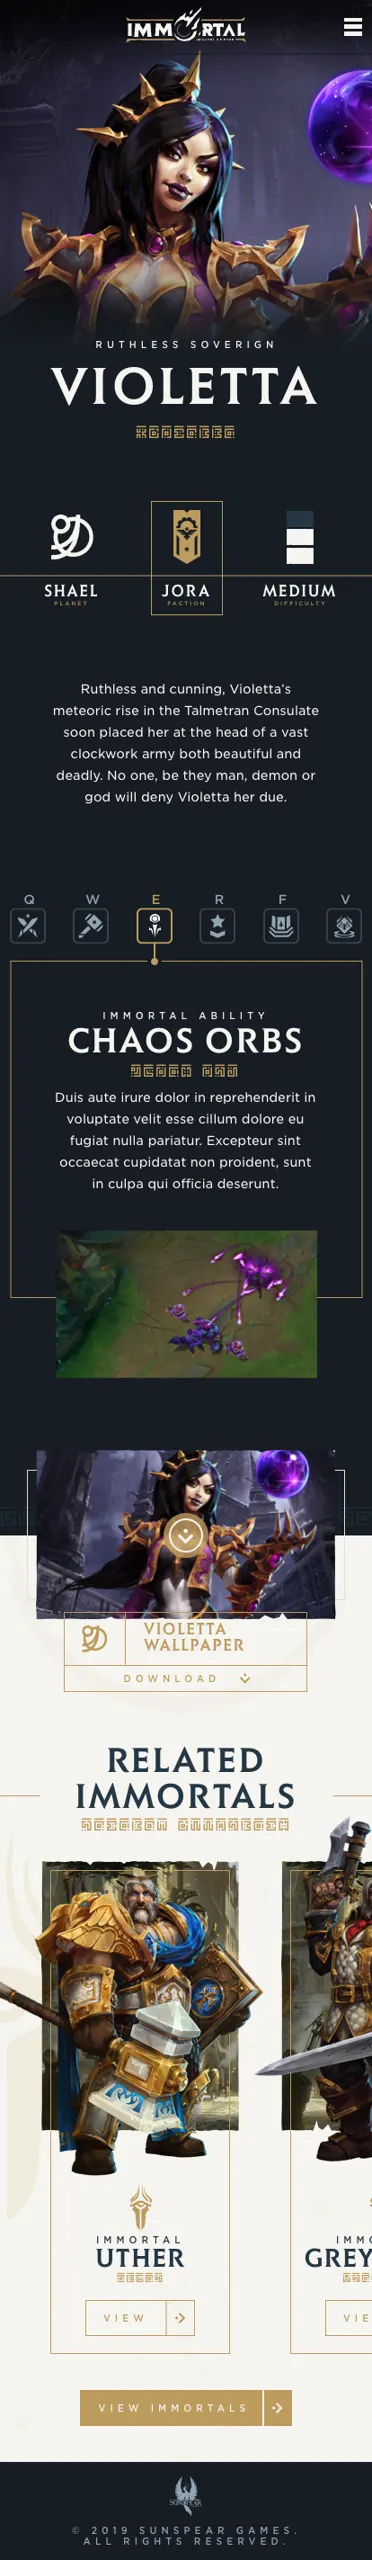 IMMORTAL
RUTHLESS SOVERIGN
VIOLETTA
SHAEL
PLANET
JORA
FACTION
MEDIUM
DIFFICULTY
Ruthless and cunning, Violetta's
meteoric rise in the Talmetran Consulate
soon placed her at the head of a vast
clockwork army both beautiful and
deadly. No one, be they man, demon or
god will deny Violetta her due.
Q W E R F V
IMMORTAL ABILITY
CHAOS ORBS
Duis aute irure dolor in reprehenderit in
voluptate velit esse cillum dolore eu
fugiat nulla pariatur. Excepteur sint
occaecat cupidatat non proident, sunt
in culpa qui officia deserunt.
VIOLETTA
WALLPAPER
DOWNLOAD
RELATED
IMMORTALS
IMMORTAL
UTHER
VIEW
IMMO
GREY
VIE
VIEW IMMORTALS
SUNSPEAR
© 2019 SUNSPEAR GAMES.
ALL RIGHTS RESERVED.